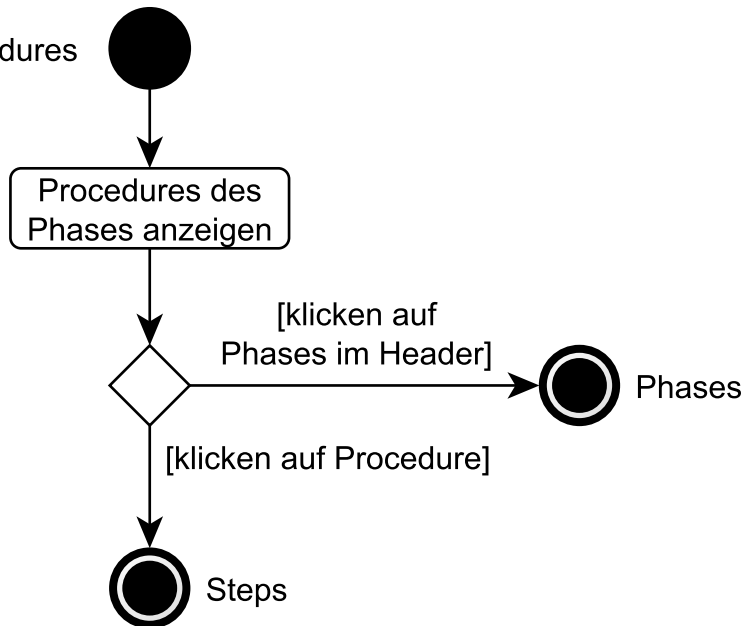 dures
Procedures des
Phases anzeigen
[klicken auf
Phases im Header]
Phases
[klicken auf Procedure]
Steps